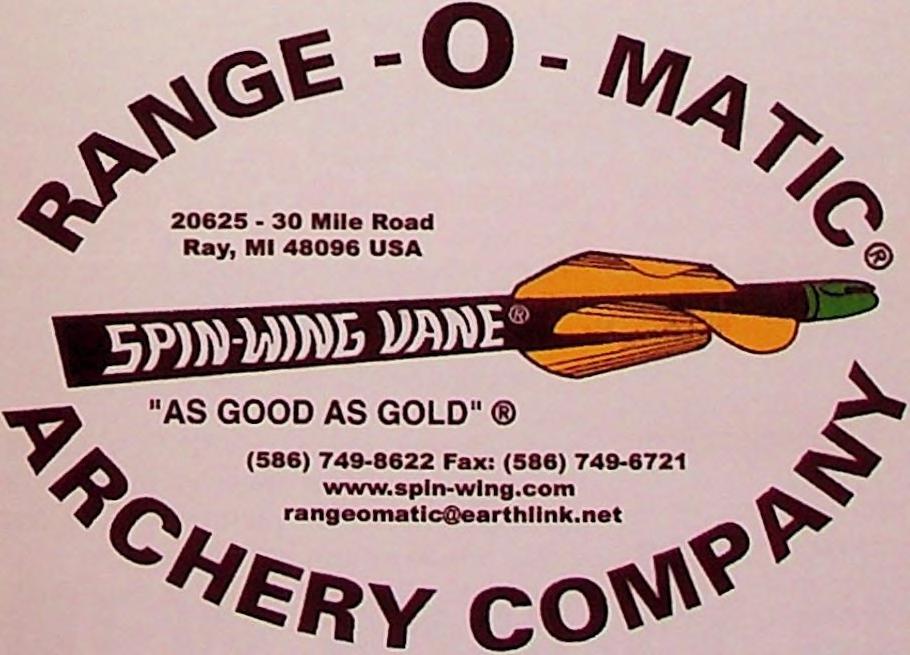 RANGE - O - MATIC®
20625 - 30 Mile Road
Ray, MI 48096 USA
SPIN-WING VANE®
"AS GOOD AS GOLD" ®
(586) 749-8622 Fax: (586) 749-6721
www.spin-wing.com
rangeomatic@earthlink.net
ARCHERY COMPANY